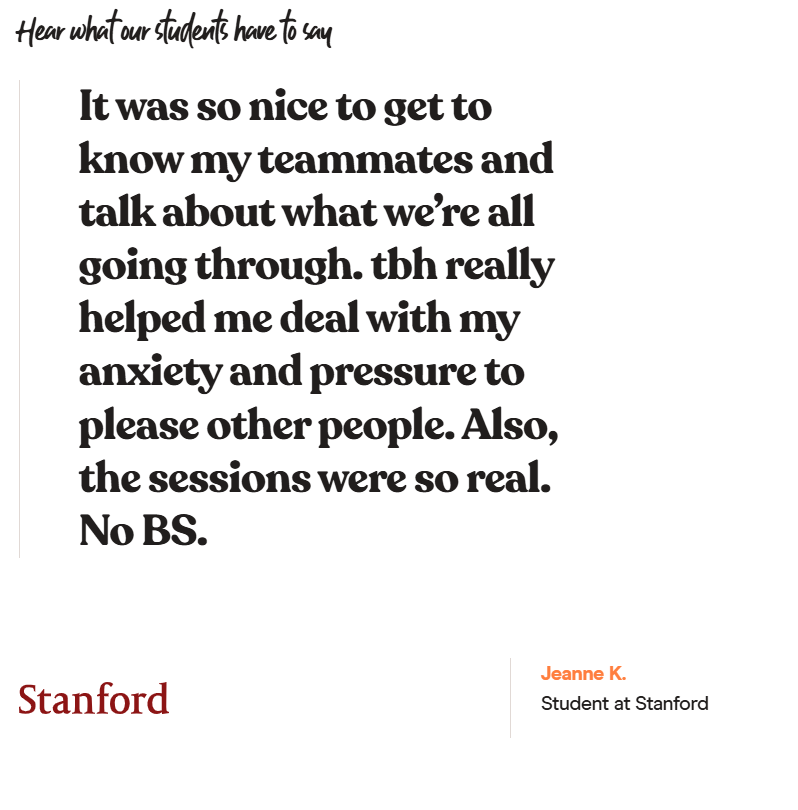 Hear what our students have to say
It was so nice to get to
know my teammates and
talk about what we’re all
going through. tbh really
helped me deal with my
anxiety and pressure to
please other people. Also,
the sessions were so real.
No BS.
Stanford
Jeanne K.
Student at Stanford